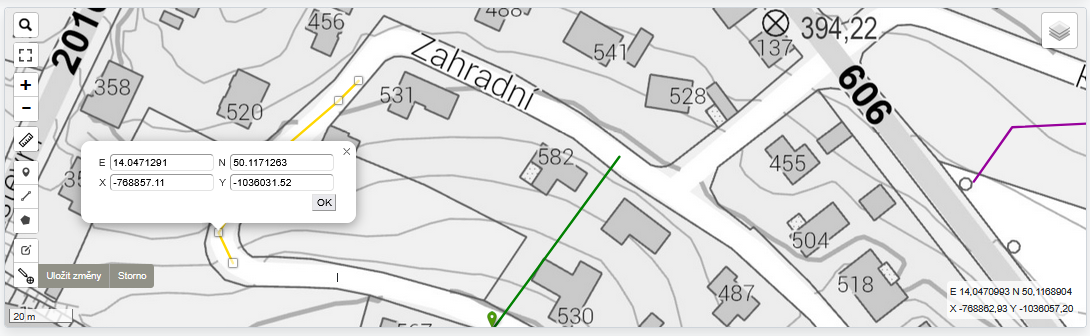 456
488
2016
541
394,22
137
358
Zahradní
606
520
531
528
E 14.0471291 N 50.1171263
X -768857.11 Y -1036031.52
OK
582
455
504
Uložit změny Storno
518
487
530
20 m
E 14,0470993 N 50,1168904
X -768862,93 Y -1036057,20